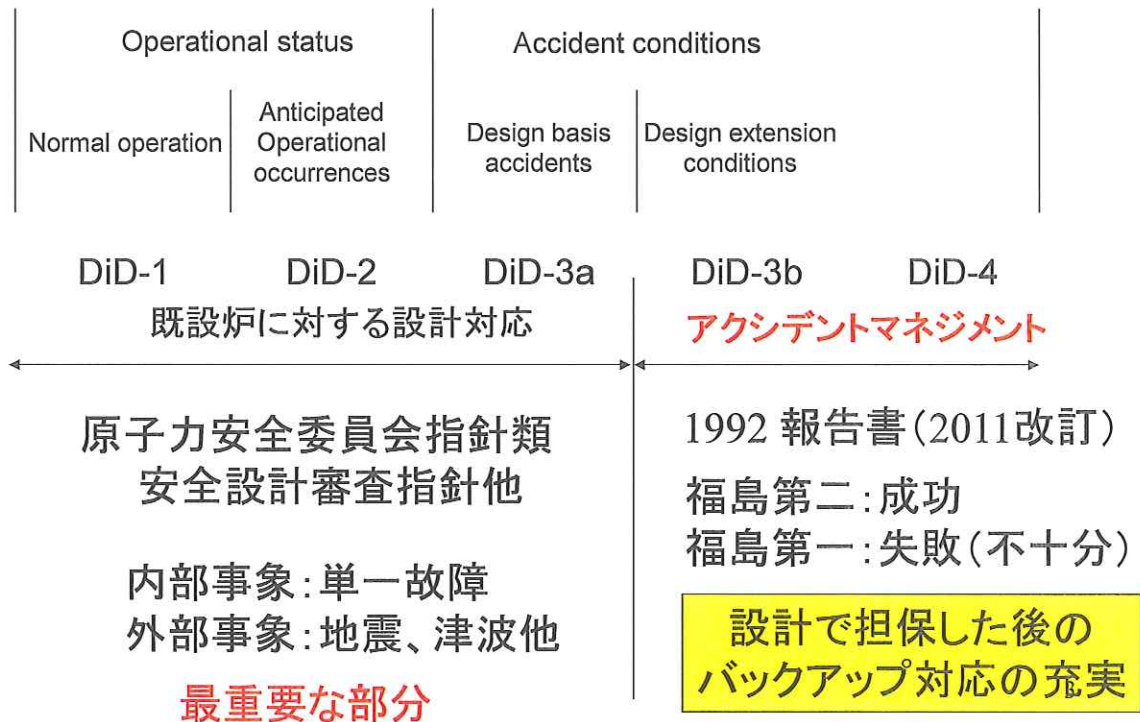 Operational status
Accident conditions
Normal operation
Anticipated
Operational
occurrences
Design basis
accidents
Design extension
conditions
DiD-1
DiD-2
DiD-3a
DiD-3b
DiD-4
既設炉に対する設計対応
アクシデントマネジメント
原子力安全委員会指針類
安全設計審査指針他
内部事象：単一故障
外部事象：地震、津波他
最重要な部分
1992 報告書（2011改訂）
福島第二：成功
福島第一：失敗（不十分）
設計で担保した後の
バックアップ対応の充実